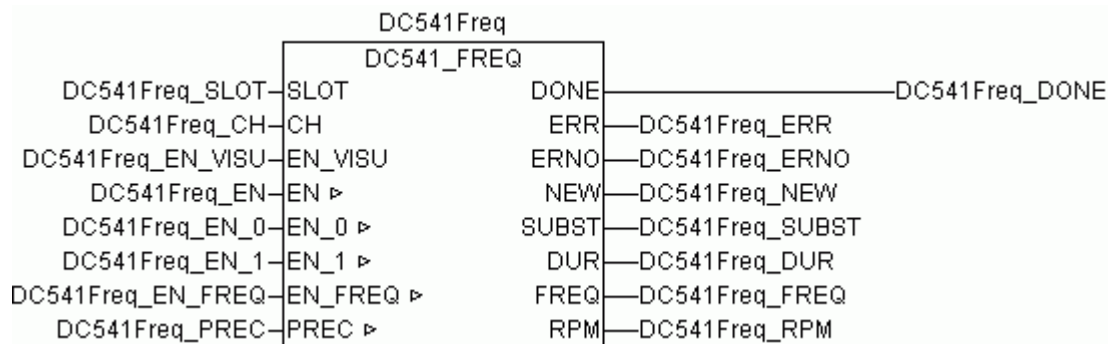 DC541Freq
DC541_FREQ
DC541Freq_SLOT SLOT DONE DC541Freq_DONE
DC541Freq_CH CH ERR DC541Freq_ERR
DC541Freq_EN_VISU EN_VISU ERNO DC541Freq_ERNO
DC541Freq_EN EN ▹ NEW DC541Freq_NEW
DC541Freq_EN_0 EN_0 ▹ SUBST DC541Freq_SUBST
DC541Freq_EN_1 EN_1 ▹ DUR DC541Freq_DUR
DC541Freq_EN_FREQ EN_FREQ ▹ FREQ DC541Freq_FREQ
DC541Freq_PREC PREC ▹ RPM DC541Freq_RPM